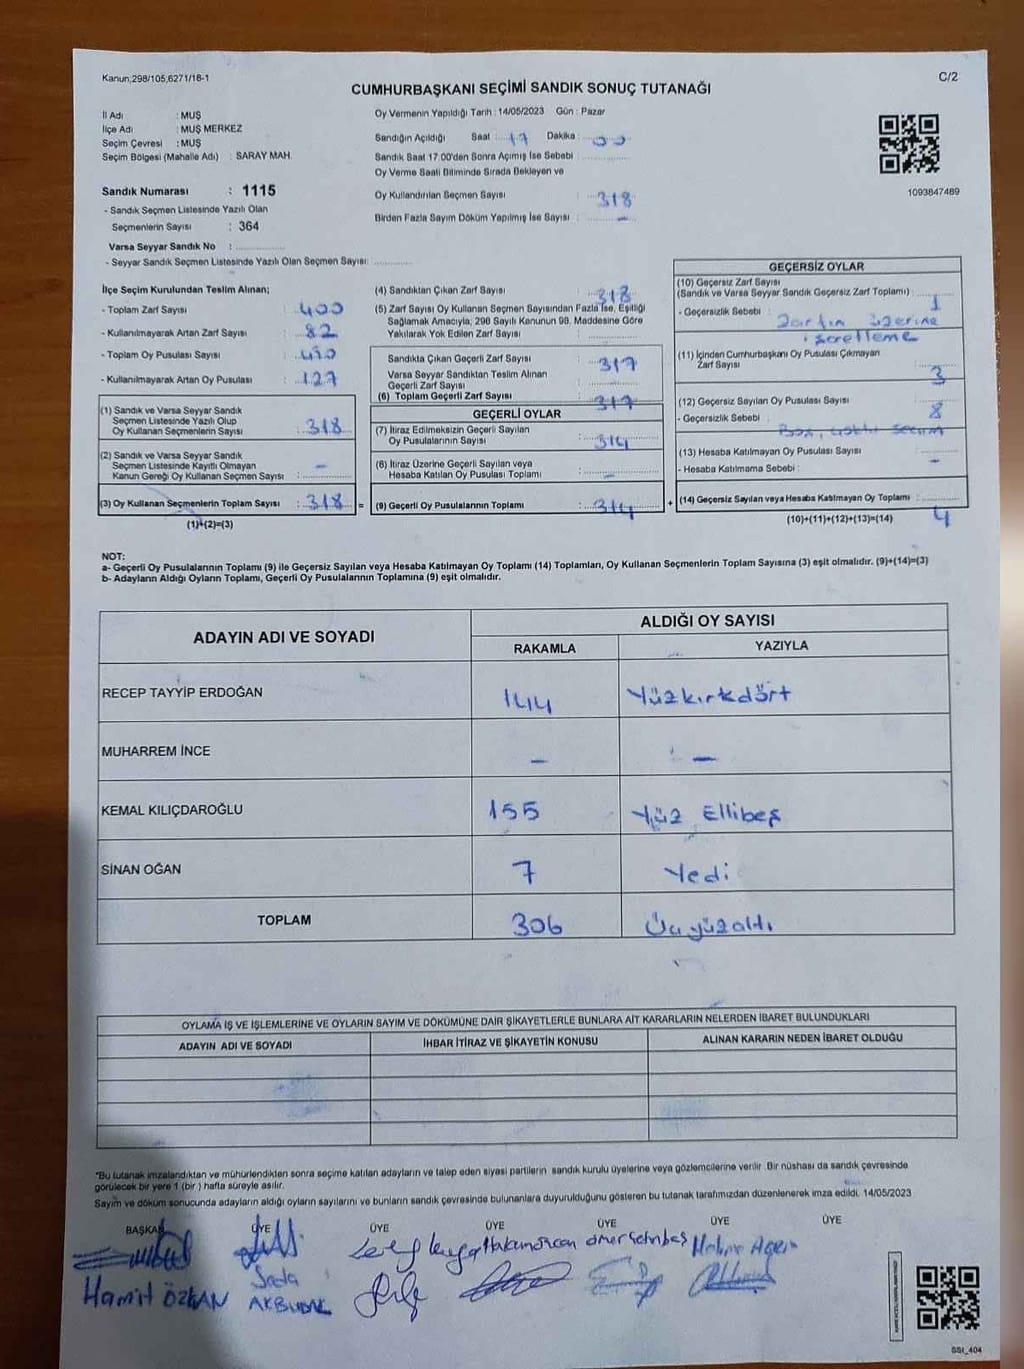 Kanun;298/105,6271/18-1
C/2
CUMHURBAŞKANI SEÇİMİ SANDIK SONUÇ TUTANAĞI
İl Adı : MUŞ
İlçe Adı : MUŞ MERKEZ
Seçim Çevresi : MUŞ
Seçim Bölgesi (Mahalle Adı) : SARAY MAH.
Sandık Numarası : 1115
- Sandık Seçmen Listesinde Yazılı Olan
Seçmenlerin Sayısı : 364
Varsa Seyyar Sandık No :
- Seyyar Sandık Seçmen Listesinde Yazılı Olan Seçmen Sayısı:
Oy Vermenin Yapıldığı Tarih : 14/05/2023 Gün : Pazar
Sandığın Açıldığı Saat : 17 Dakika : 00
Sandık Saat 17.00'den Sonra Açımış İse Sebebi :
Oy Verme Saati Bitiminde Sırada Bekleyen ve
Oy Kullandırılan Seçmen Sayısı : 318
Birden Fazla Sayım Döküm Yapılmış İse Sayısı : -
1093847489
İlçe Seçim Kurulundan Teslim Alınan;
- Toplam Zarf Sayısı : 400
- Kullanılmayarak Artan Zarf Sayısı : 82
- Toplam Oy Pusulası Sayısı :
- Kullanılmayarak Artan Oy Pusulası : 127
(1) Sandık ve Varsa Seyyar Sandık
Seçmen Listesinde Yazılı Olup
Oy Kullanan Seçmenlerin Sayısı : 318
(2) Sandık ve Varsa Seyyar Sandık
Seçmen Listesinde Kayıtlı Olmayan
Kanun Gereği Oy Kullanan Seçmen Sayısı : -
(3) Oy Kullanan Seçmenlerin Toplam Sayısı : 318 =
(1)+(2)=(3)
(4) Sandıktan Çıkan Zarf Sayısı : 318
(5) Zarf Sayısı Oy Kullanan Seçmen Sayısından Fazla İse, Eşitliği
Sağlamak Amacıyla; 298 Sayılı Kanunun 98. Maddesine Göre
Yakılarak Yok Edilen Zarf Sayısı :
Sandıkta Çıkan Geçerli Zarf Sayısı : 317
Varsa Seyyar Sandıktan Teslim Alınan
Geçerli Zarf Sayısı :
(6) Toplam Geçerli Zarf Sayısı : 317
GEÇERLİ OYLAR
(7) İtiraz Edilmeksizin Geçerli Sayılan
Oy Pusulalarının Sayısı : 314
(8) İtiraz Üzerine Geçerli Sayılan veya
Hesaba Katılan Oy Pusulası Toplamı : -
(9) Geçerli Oy Pusulalarının Toplamı : 314 +
GEÇERSİZ OYLAR
(10) Geçersiz Zarf Sayısı
(Sandık ve Varsa Seyyar Sandık Geçersiz Zarf Toplamı) : 1
- Geçersizlik Sebebi : Zarfın üzerine
işaretleme
(11) İçinden Cumhurbaşkanı Oy Pusulası Çıkmayan
Zarf Sayısı : 3
(12) Geçersiz Sayılan Oy Pusulası Sayısı : 8
- Geçersizlik Sebebi : Boş, seçim
(13) Hesaba Katılmayan Oy Pusulası Sayısı : -
- Hesaba Katılmama Sebebi :
(14) Geçersiz Sayılan veya Hesaba Katılmayan Oy Toplamı : 4
(10)+(11)+(12)+(13)=(14)
NOT:
a- Geçerli Oy Pusulalarının Toplamı (9) ile Geçersiz Sayılan veya Hesaba Katılmayan Oy Toplamı (14) Toplamları, Oy Kullanan Seçmenlerin Toplam Sayısına (3) eşit olmalıdır. (9)+(14)=(3)
b- Adayların Aldığı Oyların Toplamı, Geçerli Oy Pusulalarının Toplamına (9) eşit olmalıdır.
ADAYIN ADI VE SOYADI
ALDIĞI OY SAYISI
RAKAMLA YAZIYLA
RECEP TAYYİP ERDOĞAN 144 Yüzkırkdört
MUHARREM İNCE - -
KEMAL KILIÇDAROĞLU 155 Yüz Ellibeş
SİNAN OĞAN 7 Yedi
TOPLAM 306 Üçyüzaltı
OYLAMA İŞ VE İŞLEMLERİNE VE OYLARIN SAYIM VE DÖKÜMÜNE DAİR ŞİKAYETLERLE BUNLARA AİT KARARLARIN NELERDEN İBARET BULUNDUKLARI
ADAYIN ADI VE SOYADI İHBAR İTİRAZ VE ŞİKAYETİN KONUSU ALINAN KARARIN NEDEN İBARET OLDUĞU
"Bu tutanak imzalandıktan ve mühürlendikten sonra seçime katılan adayların ve talep eden siyasi partilerin sandık kurulu üyelerine veya gözlemcilerine verilir. Bir nüshası da sandık çevresinde
görülecek bir yere 1 (bir ) hafta süreyle asılır.
Sayım ve döküm sonucunda adayların aldığı oyların sayılarını ve bunların sandık çevresinde bulunanlara duyurulduğunu gösteren bu tutanak tarafımızdan düzenlenerek imza edildi. 14/05/2023
BAŞKAN ÜYE ÜYE ÜYE ÜYE ÜYE ÜYE
Hamit ÖZKAN
SSI_404